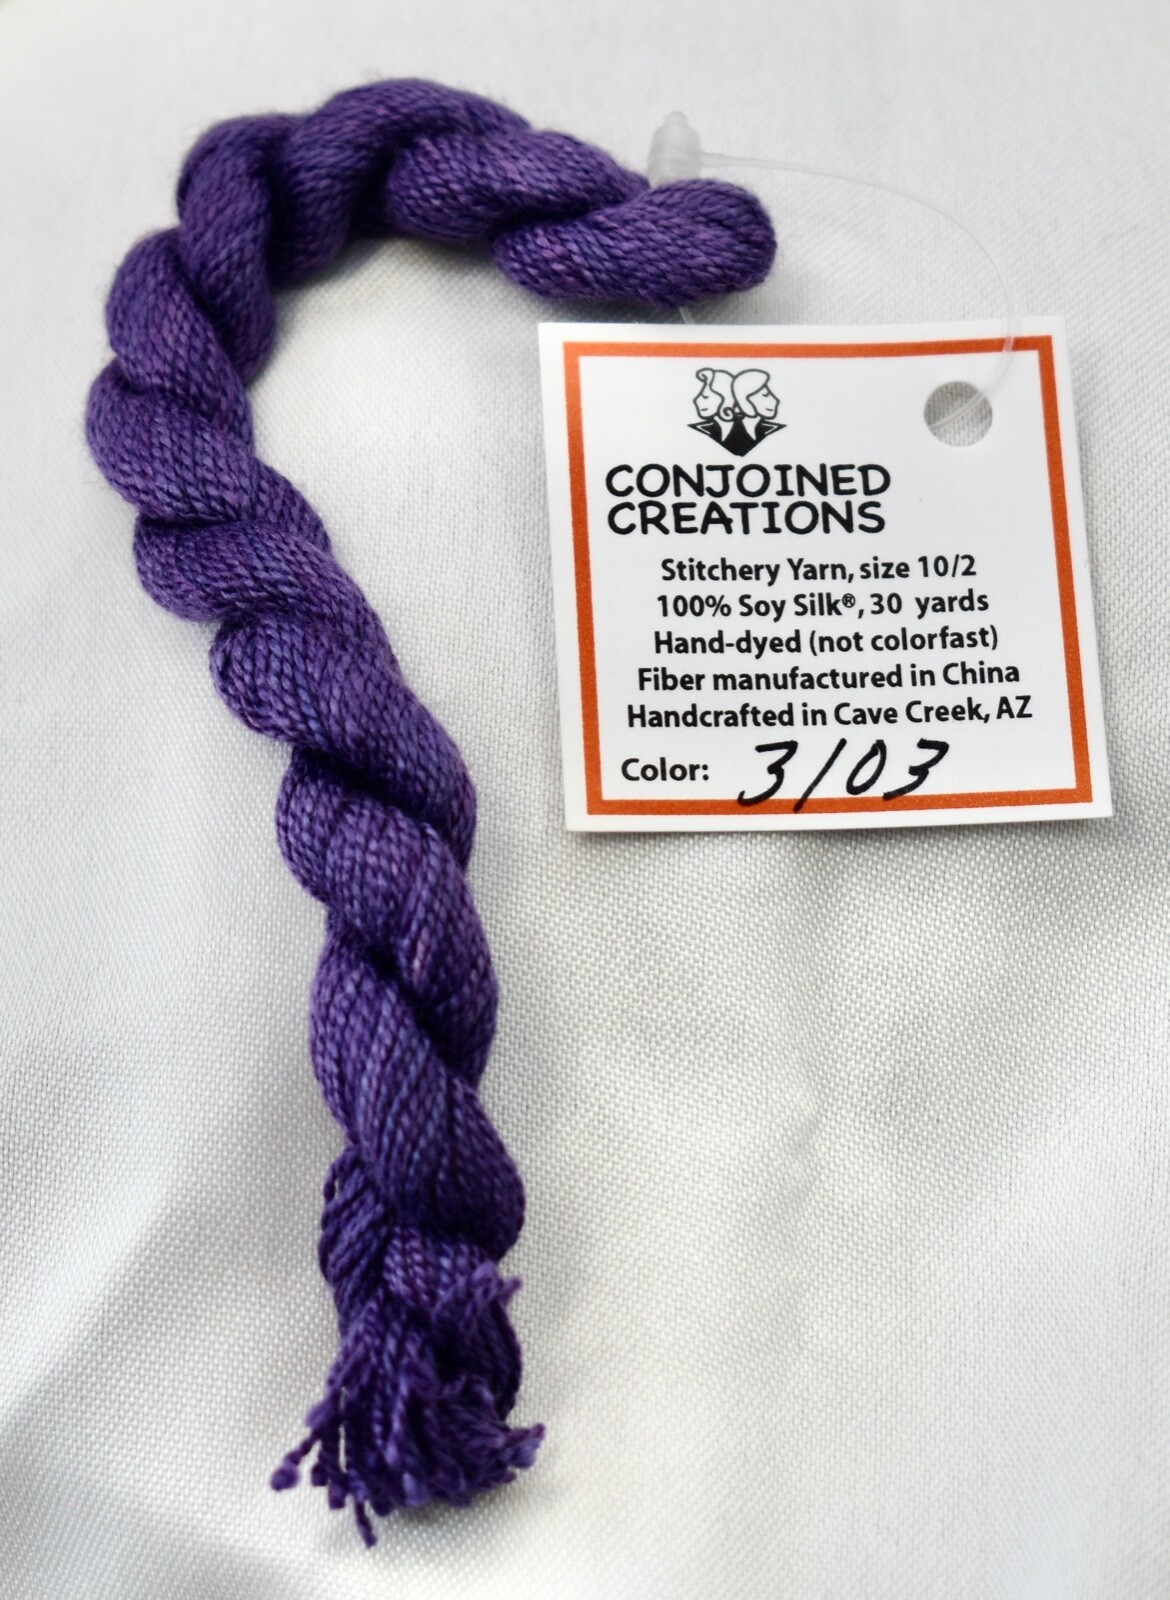 CONJOINED
CREATIONS
Stitchery Yarn, size 10/2
100% Soy Silk®, 30 yards
Hand-dyed (not colorfast)
Fiber manufactured in China
Handcrafted in Cave Creek, AZ
Color: 3103